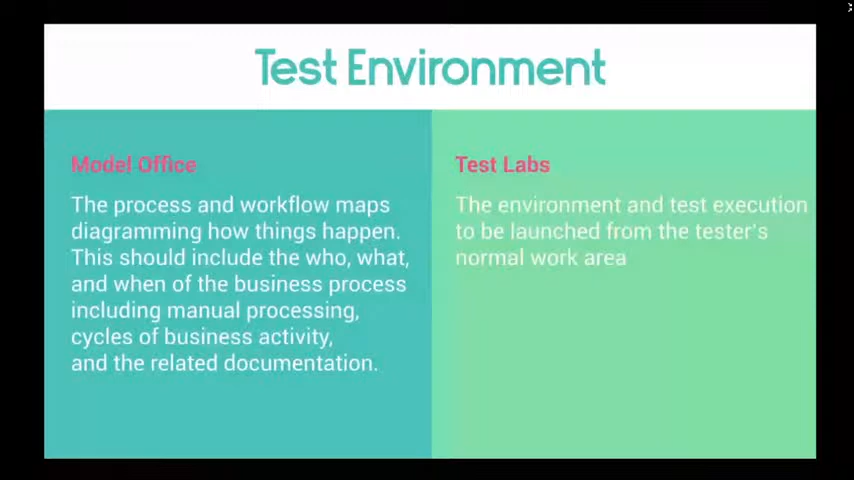 Test Environment
Model Office
The process and workflow maps
diagramming how things happen.
This should include the who, what,
and when of the business process
including manual processing,
cycles of business activity,
and the related documentation.
Test Labs
The environment and test execution
to be launched from the tester's
normal work area